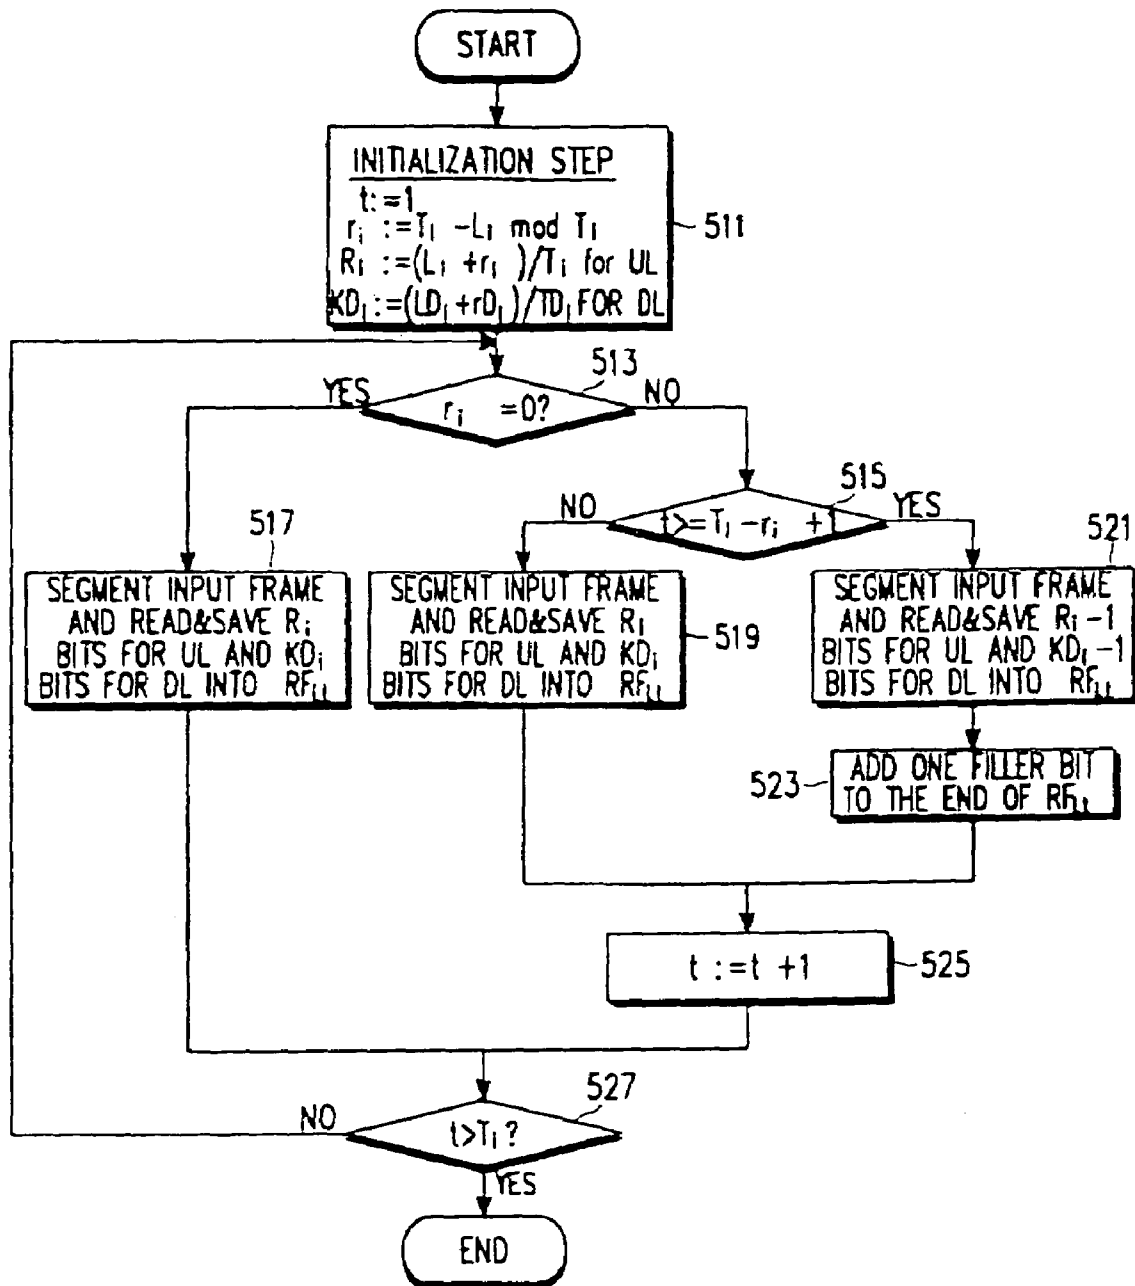 START
INITIALIZATION STEP
t:=1
ri :=Ti -Li mod Ti
Ri :=(Li +ri )/Ti for UL
KDi:=(LDi+rDi)/TDi FOR DL
511
513
YES
NO
ri =0?
515
NO
YES
t>=Ti-ri +1
517
521
SEGMENT INPUT FRAME
AND READ&SAVE Ri
BITS FOR UL AND KDi
BITS FOR DL INTO RFi,t
SEGMENT INPUT FRAME
AND READ&SAVE Ri
BITS FOR UL AND KDi
BITS FOR DL INTO RFi,t
519
SEGMENT INPUT FRAME
AND READ&SAVE Ri-1
BITS FOR UL AND KDi-1
BITS FOR DL INTO RFi,t
523
ADD ONE FILLER BIT
TO THE END OF RFi,t
t :=t +1
525
527
NO
t>Ti?
YES
END